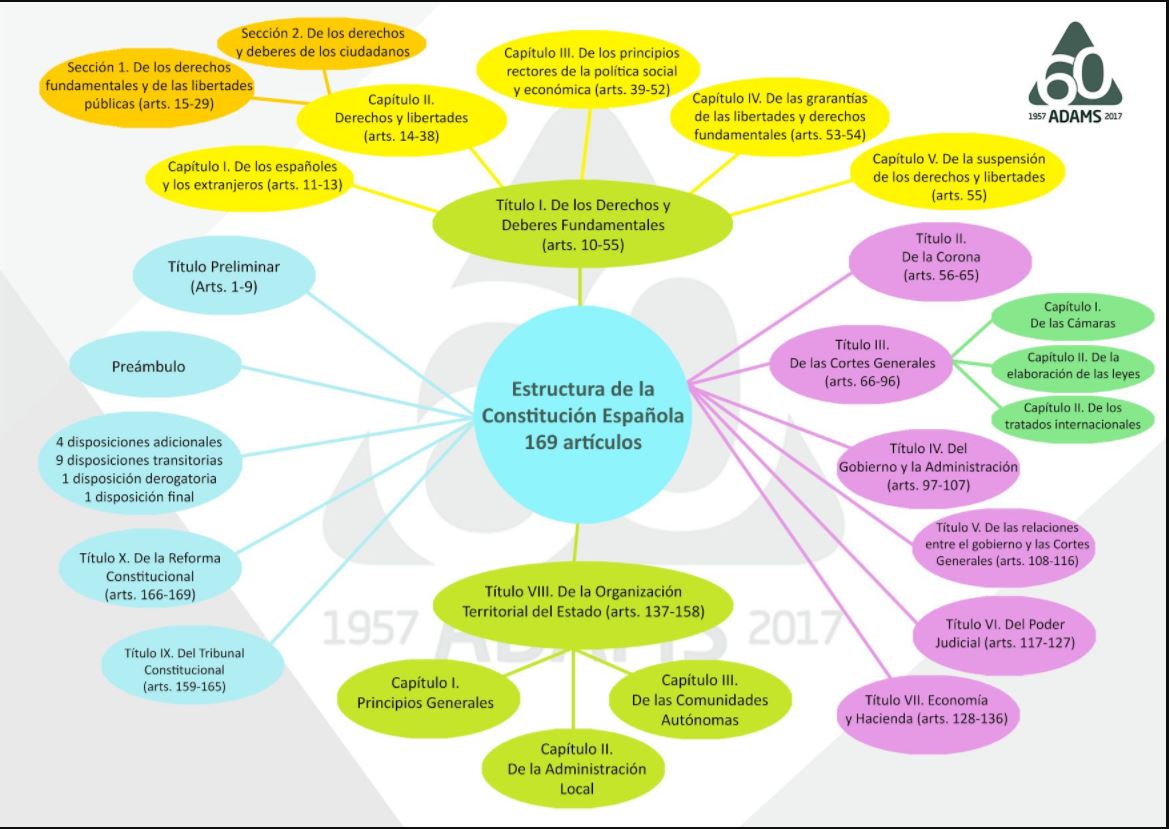 Sección 2. De los derechos
y deberes de los ciudadanos
Sección 1. De los derechos
fundamentales y de las libertades
públicas (arts. 15-29)
Capítulo II.
Derechos y libertades
(arts. 14-38)
Capítulo I. De los españoles
y los extranjeros (arts. 11-13)
Capítulo III. De los principios
rectores de la política social
y económica (arts. 39-52)
Capítulo IV. De las grarantías
de las libertades y derechos
fundamentales (arts. 53-54)
Capítulo V. De la suspensión
de los derechos y libertades
(arts. 55)
60
1957 ADAMS 2017
Título I. De los Derechos y
Deberes Fundamentales
(arts. 10-55)
Título Preliminar
(Arts. 1-9)
Preámbulo
4 disposiciones adicionales
9 disposiciones transitorias
1 disposición derogatoria
1 disposición final
Título X. De la Reforma
Constitucional
(arts. 166-169)
Título IX. Del Tribunal
Constitucional
(arts. 159-165)
Estructura de la
Constitución Española
169 artículos
Título II.
De la Corona
(arts. 56-65)
Título III.
De las Cortes Generales
(arts. 66-96)
Capítulo I.
De las Cámaras
Capítulo II. De la
elaboración de las leyes
Capítulo II. De los
tratados internacionales
Título IV. Del
Gobierno y la Administración
(arts. 97-107)
Título V. De las relaciones
entre el gobierno y las Cortes
Generales (arts. 108-116)
Título VI. Del Poder
Judicial (arts. 117-127)
Título VII. Economía
y Hacienda (arts. 128-136)
Título VIII. De la Organización
Territorial del Estado (arts. 137-158)
Capítulo I.
Principios Generales
Capítulo II.
De la Administración
Local
Capítulo III.
De las Comunidades
Autónomas
1957 ADAMS 2017